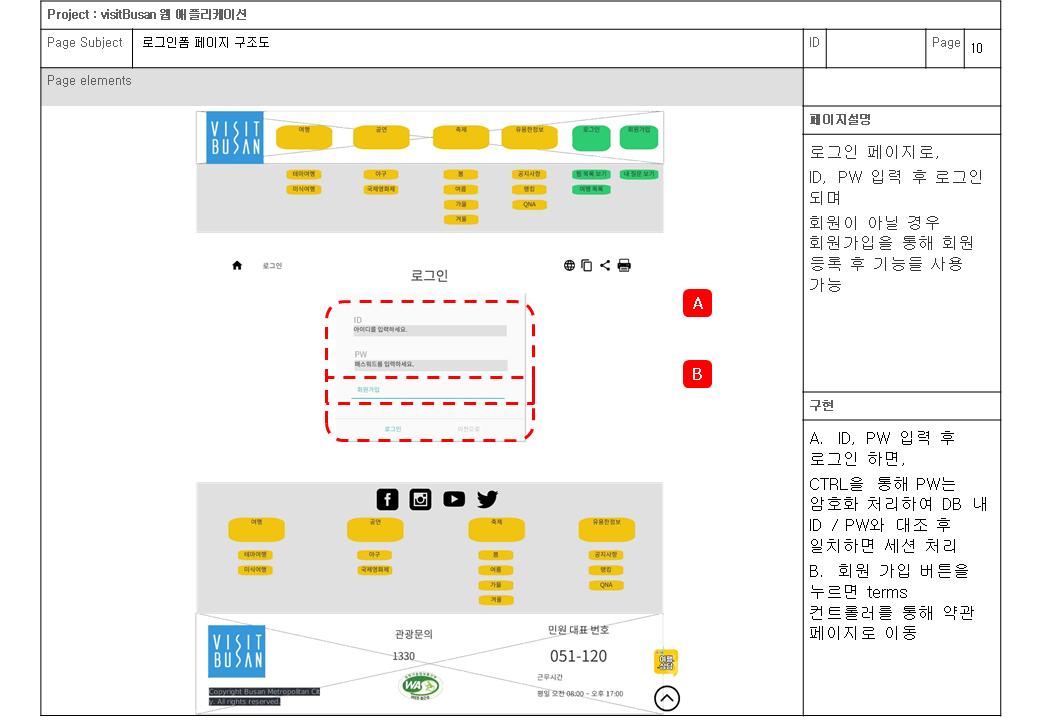 Project : visitBusan 웹 애플리케이션
Page Subject
로그인폼 페이지 구조도
ID
Page
10
Page elements
VISIT
BUSAN
여행
공연
축제
유용한정보
로그인
회원가입
테마여행
야구
봄
공지사항
찜 목록 보기
내 질문 보기
미식여행
국제영화제
여름
랭킹
여행 목록
가을
QNA
겨울
로그인
로그인
ID
아이디를 입력하세요.
PW
패스워드를 입력하세요.
회원가입
로그인
이전으로
A
B
여행
공연
축제
유용한정보
테마여행
야구
봄
공지사항
미식여행
국제영화제
여름
랭킹
가을
QNA
겨울
VISIT
BUSAN
Copyright Busan Metropolitan Cit
y. All rights reserved.
관광문의
1330
WA
민원 대표 번호
051-120
근무시간
평일 오전 08:00 ~ 오후 17:00
페이지설명
로그인 페이지로,
ID, PW 입력 후 로그인
되며
회원이 아닐 경우
회원가입을 통해 회원
등록 후 기능들 사용
가능
구현
A. ID, PW 입력 후
로그인 하면,
CTRL을 통해 PW는
암호화 처리하여 DB 내
ID / PW와 대조 후
일치하면 세션 처리
B. 회원 가입 버튼을
누르면 terms
컨트롤러를 통해 약관
페이지로 이동